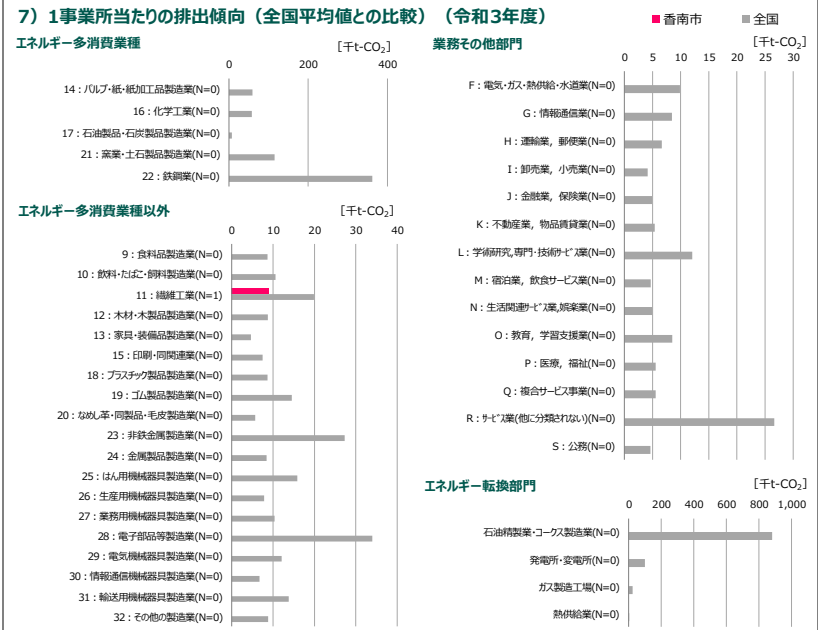 7）1事業所当たりの排出傾向（全国平均値との比較）（令和3年度）
香南市
全国
エネルギー多消費業種
［千t-CO₂］
0 200 400
14：パルプ・紙・紙加工品製造業(N=0)
16：化学工業(N=0)
17：石油製品・石炭製品製造業(N=0)
21：窯業・土石製品製造業(N=0)
22：鉄鋼業(N=0)
エネルギー多消費業種以外
［千t-CO₂］
0 10 20 30 40
9：食料品製造業(N=0)
10：飲料・たばこ・飼料製造業(N=0)
11：繊維工業(N=1)
12：木材・木製品製造業(N=0)
13：家具・装備品製造業(N=0)
15：印刷・同関連業(N=0)
18：プラスチック製品製造業(N=0)
19：ゴム製品製造業(N=0)
20：なめし革・同製品・毛皮製造業(N=0)
23：非鉄金属製造業(N=0)
24：金属製品製造業(N=0)
25：はん用機械器具製造業(N=0)
26：生産用機械器具製造業(N=0)
27：業務用機械器具製造業(N=0)
28：電子部品等製造業(N=0)
29：電気機械器具製造業(N=0)
30：情報通信機械器具製造業(N=0)
31：輸送用機械器具製造業(N=0)
32：その他の製造業(N=0)
業務その他部門
［千t-CO₂］
0 5 10 15 20 25 30
F：電気・ガス・熱供給・水道業(N=0)
G：情報通信業(N=0)
H：運輸業，郵便業(N=0)
I：卸売業，小売業(N=0)
J：金融業，保険業(N=0)
K：不動産業，物品賃貸業(N=0)
L：学術研究,専門・技術ｻｰﾋﾞｽ業(N=0)
M：宿泊業，飲食サービス業(N=0)
N：生活関連ｻｰﾋﾞｽ業,娯楽業(N=0)
O：教育，学習支援業(N=0)
P：医療，福祉(N=0)
Q：複合サービス事業(N=0)
R：ｻｰﾋﾞｽ業(他に分類されない)(N=0)
S：公務(N=0)
エネルギー転換部門
［千t-CO₂］
0 200 400 600 800 1,000
石油精製業・コークス製造業(N=0)
発電所・変電所(N=0)
ガス製造工場(N=0)
熱供給業(N=0)